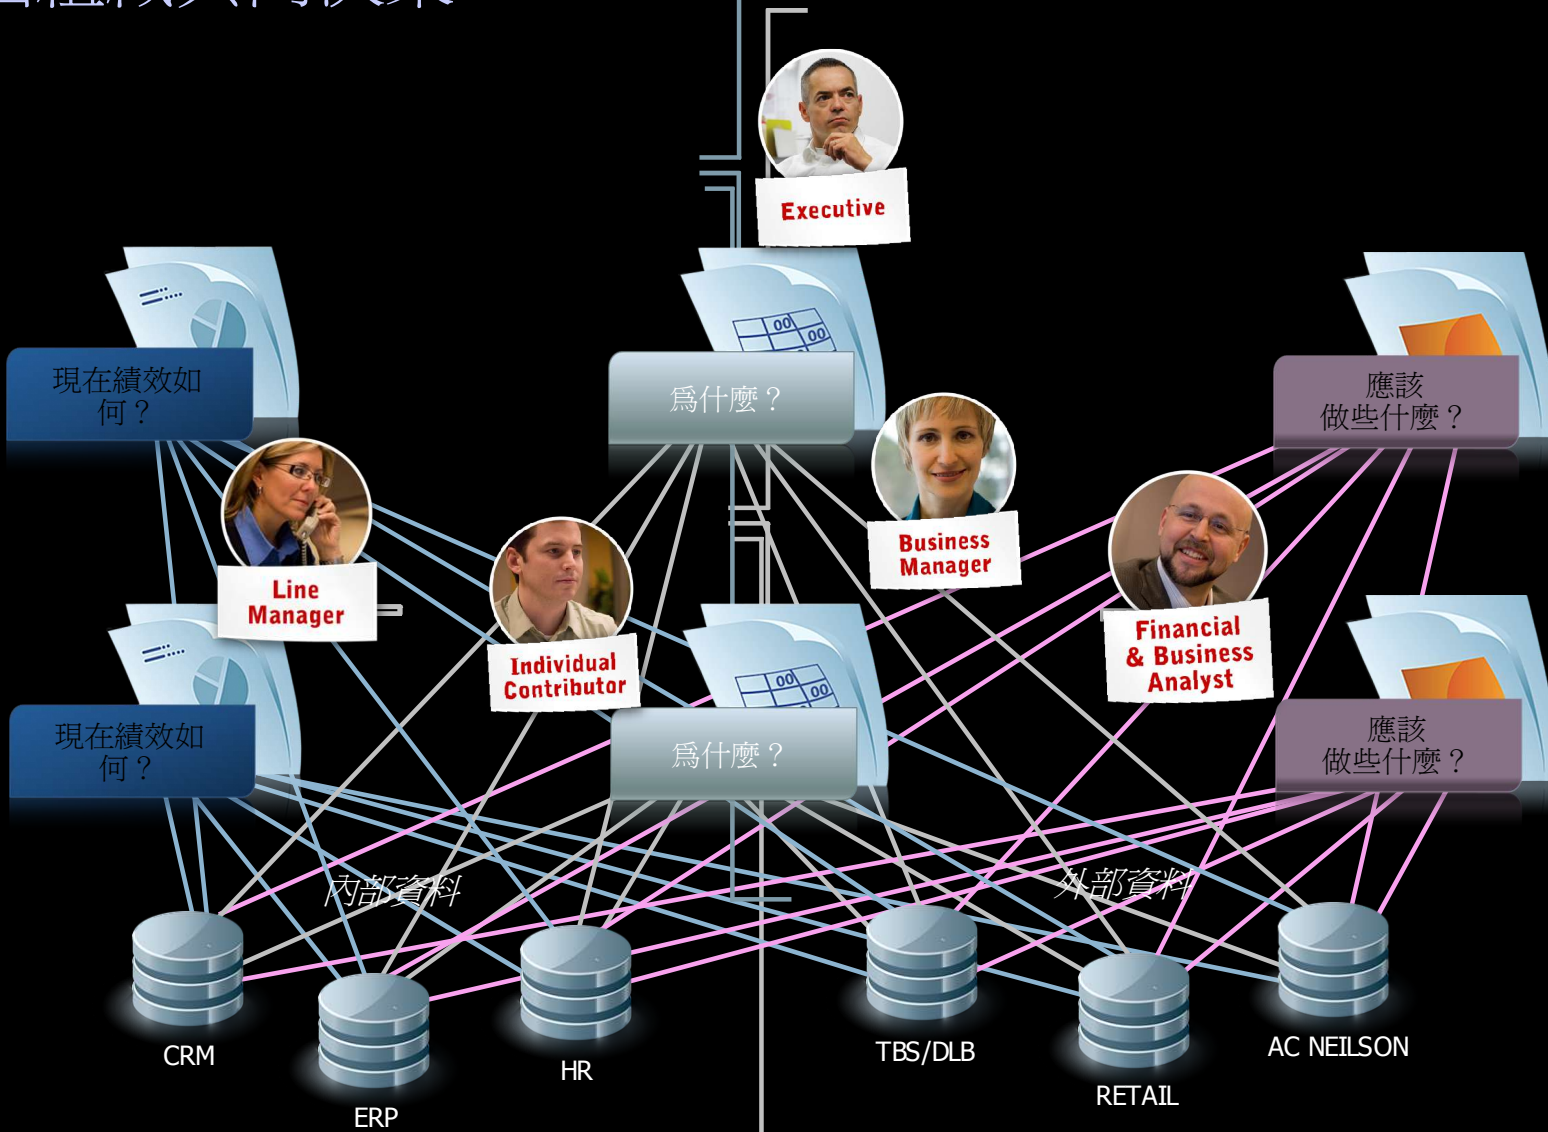 Executive
現在績效如
何？
爲什麼？
應該
做些什麼？
Business
Manager
Line
Manager
Individual
Contributor
Financial
& Business
Analyst
現在績效如
何？
爲什麼？
應該
做些什麼？
內部資料
外部資料
CRM
ERP
HR
TBS/DLB
RETAIL
AC NEILSON